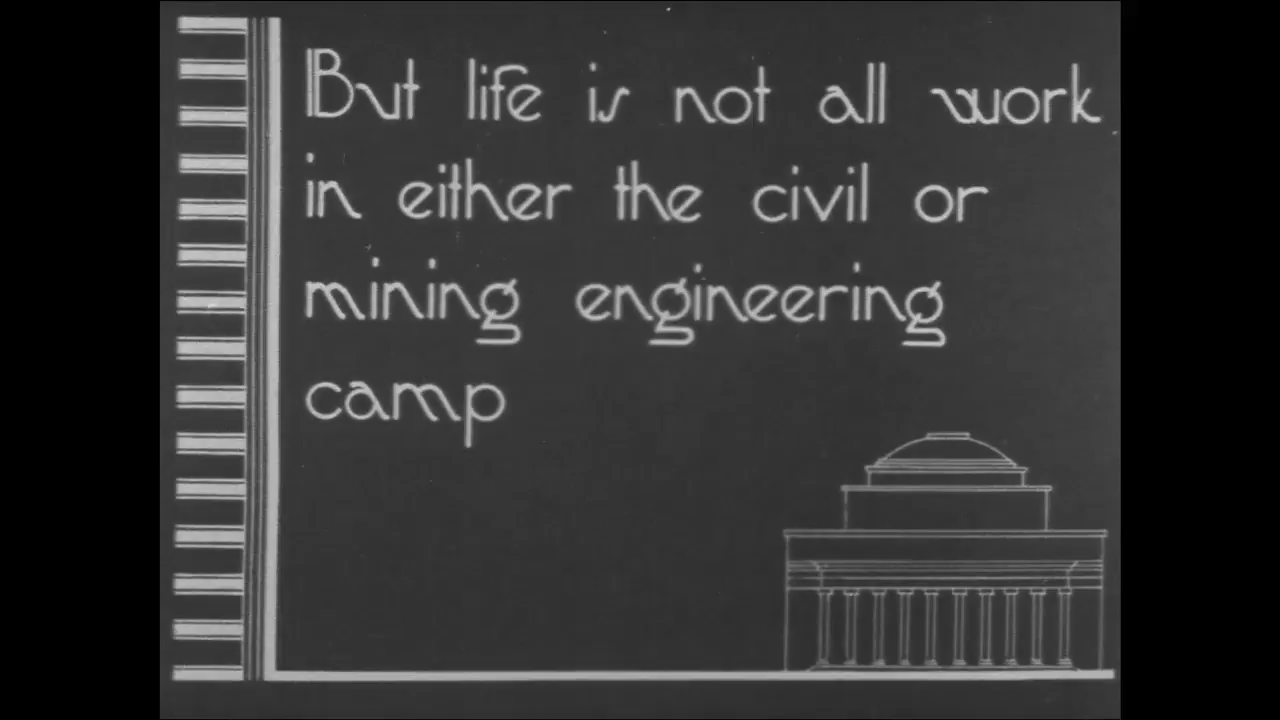 But life is not all work
in either the civil or
mining engineering
camp